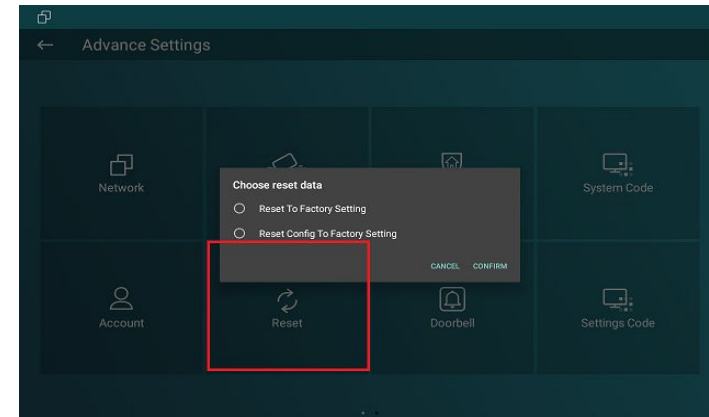 Advance Settings
Network
System Code
Choose reset data
Reset To Factory Setting
Reset Config To Factory Setting
CANCEL CONFIRM
Account
Reset
Doorbell
Settings Code